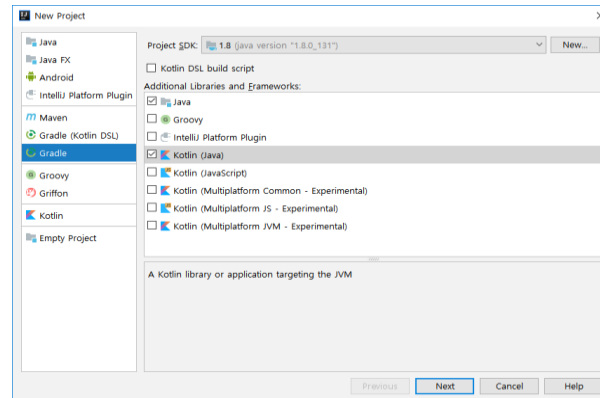 New Project
Java
Java FX
Android
IntelliJ Platform Plugin
Maven
Gradle (Kotlin DSL)
Gradle
Groovy
Griffon
Kotlin
Empty Project
Project SDK: 1.8 (java version "1.8.0_131") New...
Kotlin DSL build script
Additional Libraries and Frameworks:
Java
Groovy
IntelliJ Platform Plugin
Kotlin (Java)
Kotlin (JavaScript)
Kotlin (Multiplatform Common - Experimental)
Kotlin (Multiplatform JS - Experimental)
Kotlin (Multiplatform JVM - Experimental)
A Kotlin library or application targeting the JVM
Previous Next Cancel Help